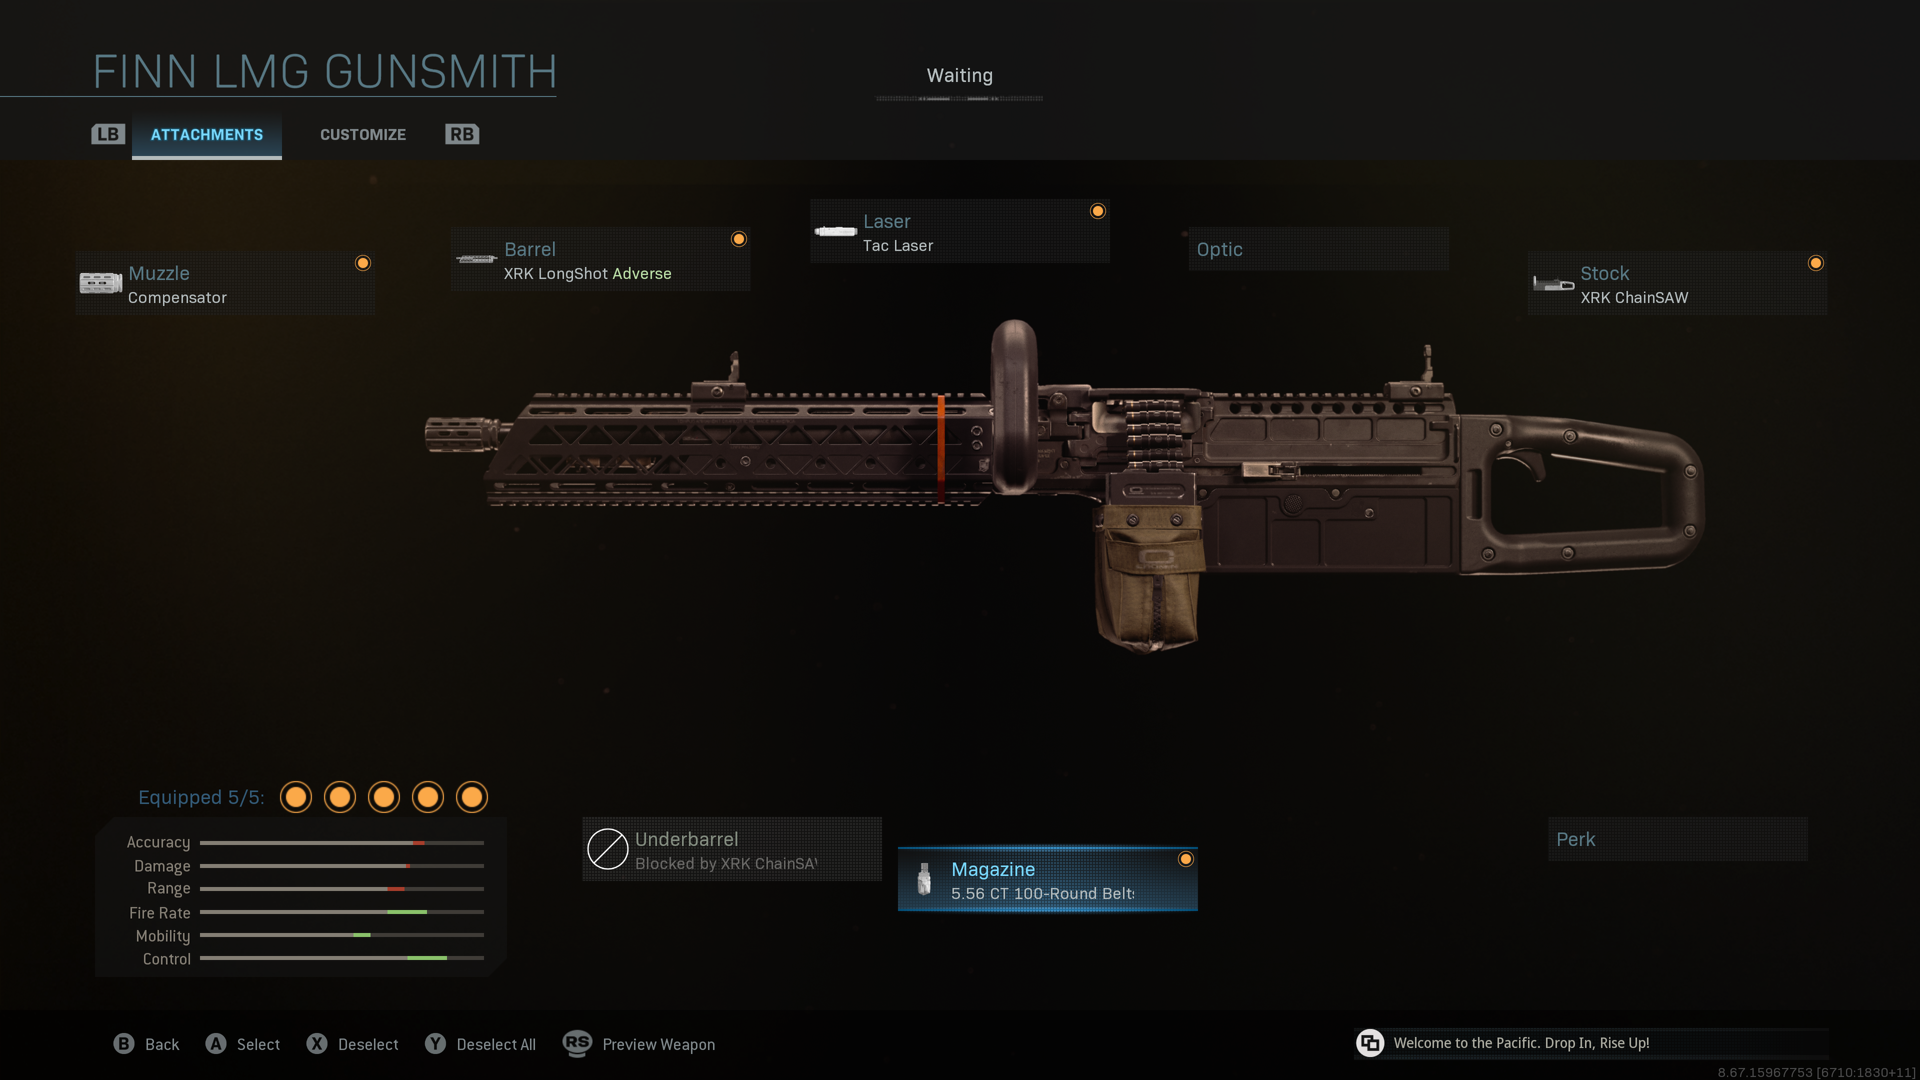 FINN LMG GUNSMITH
Waiting
LB ATTACHMENTS CUSTOMIZE RB
Laser
Tac Laser
Barrel
XRK LongShot Adverse
Optic
Muzzle
Compensator
Stock
XRK ChainSAW
Equipped 5/5:
Accuracy
Damage
Range
Fire Rate
Mobility
Control
Underbarrel
Blocked by XRK ChainSA
Magazine
5.56 CT 100-Round Belt
Perk
B Back A Select X Deselect Y Deselect All RS Preview Weapon
Welcome to the Pacific. Drop In, Rise Up!
8.67.15967753 [6710:1830+11]